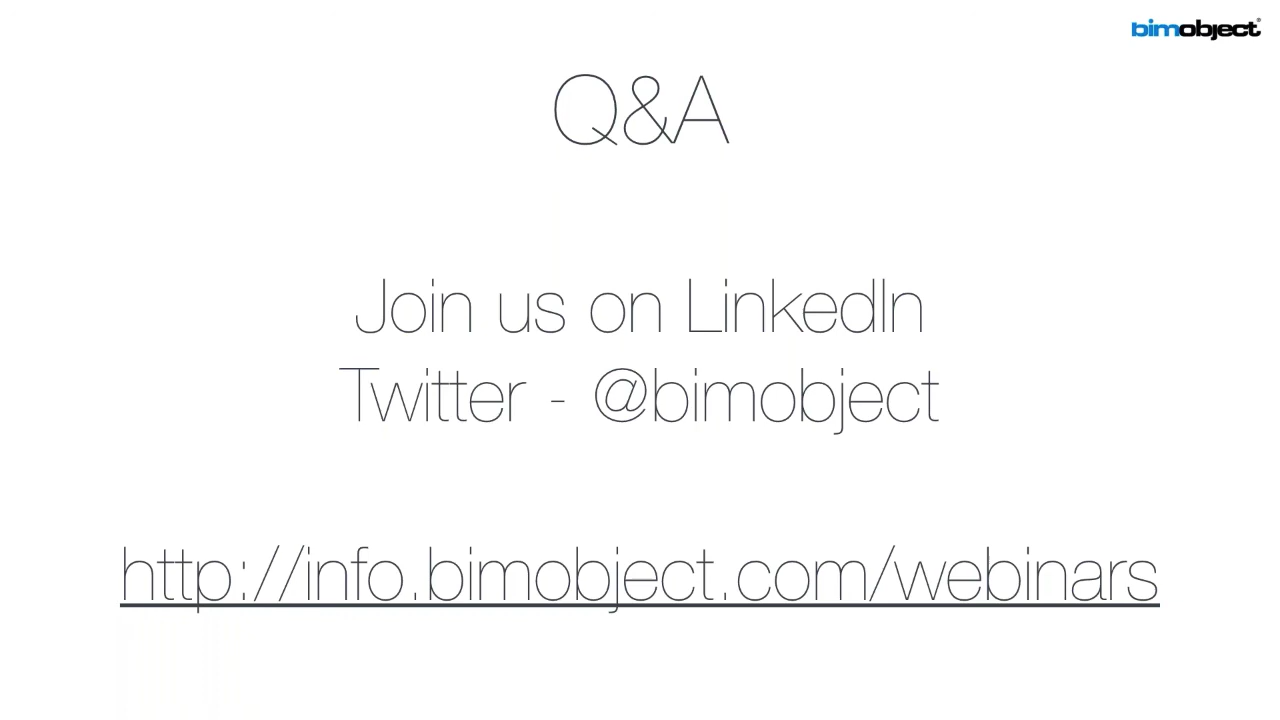 bimobject®
Q&A
Join us on LinkedIn
Twitter - @bimobject
http://info.bimobject.com/webinars